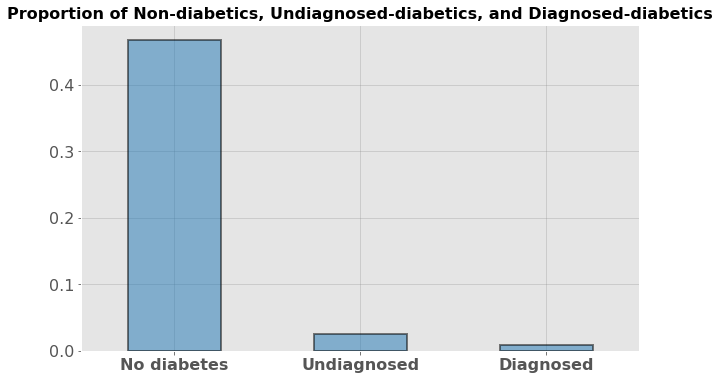 Proportion of Non-diabetics, Undiagnosed-diabetics, and Diagnosed-diabetics
0.4
0.3
0.2
0.1
0.0
No diabetes Undiagnosed Diagnosed